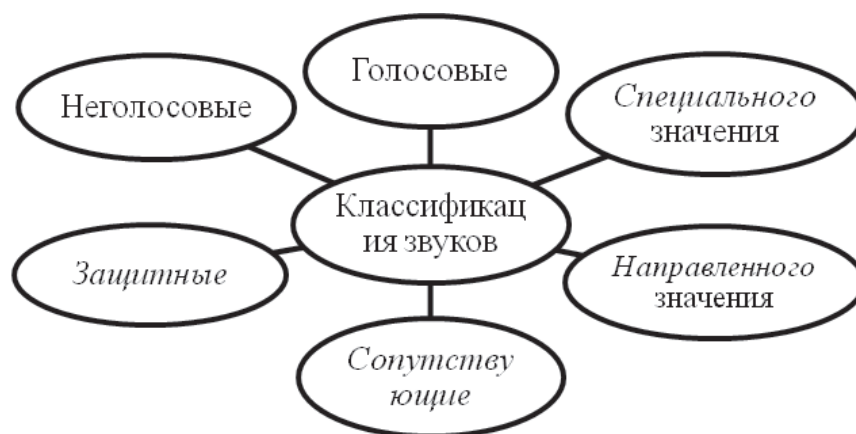 Голосовые
Неголосовые
Специального
значения
Классификац
ия звуков
Защитные
Направленного
значения
Сопутству
ющие